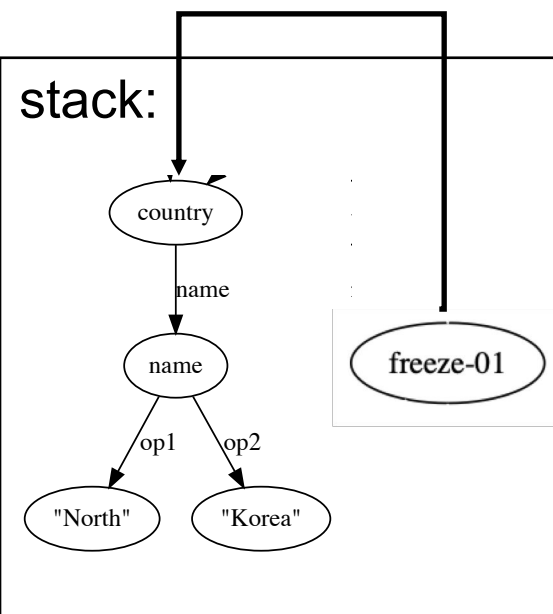 stack:
country
name
name
freeze-01
op1 op2
"North" "Korea"